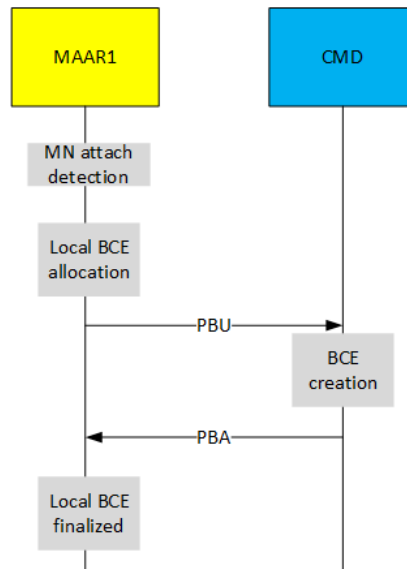 MAAR1
CMD
MN attach
detection
Local BCE
allocation
PBU
BCE
creation
PBA
Local BCE
finalized